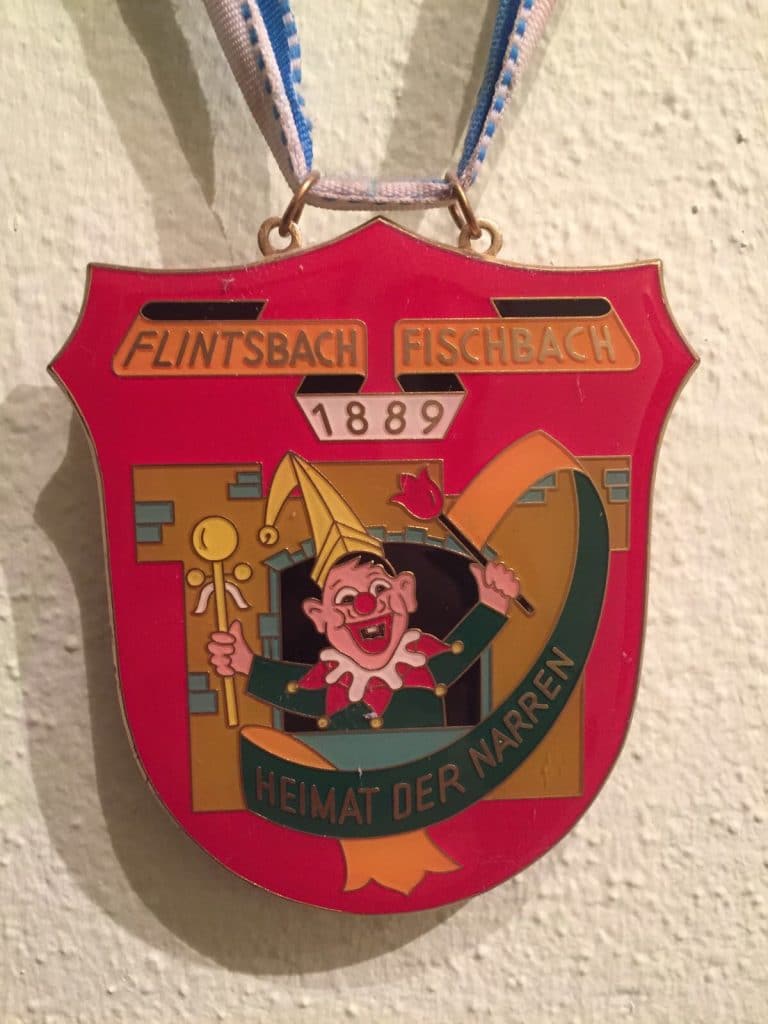 FLINTSBACH FISCHBACH
1889
HEIMAT DER NARREN